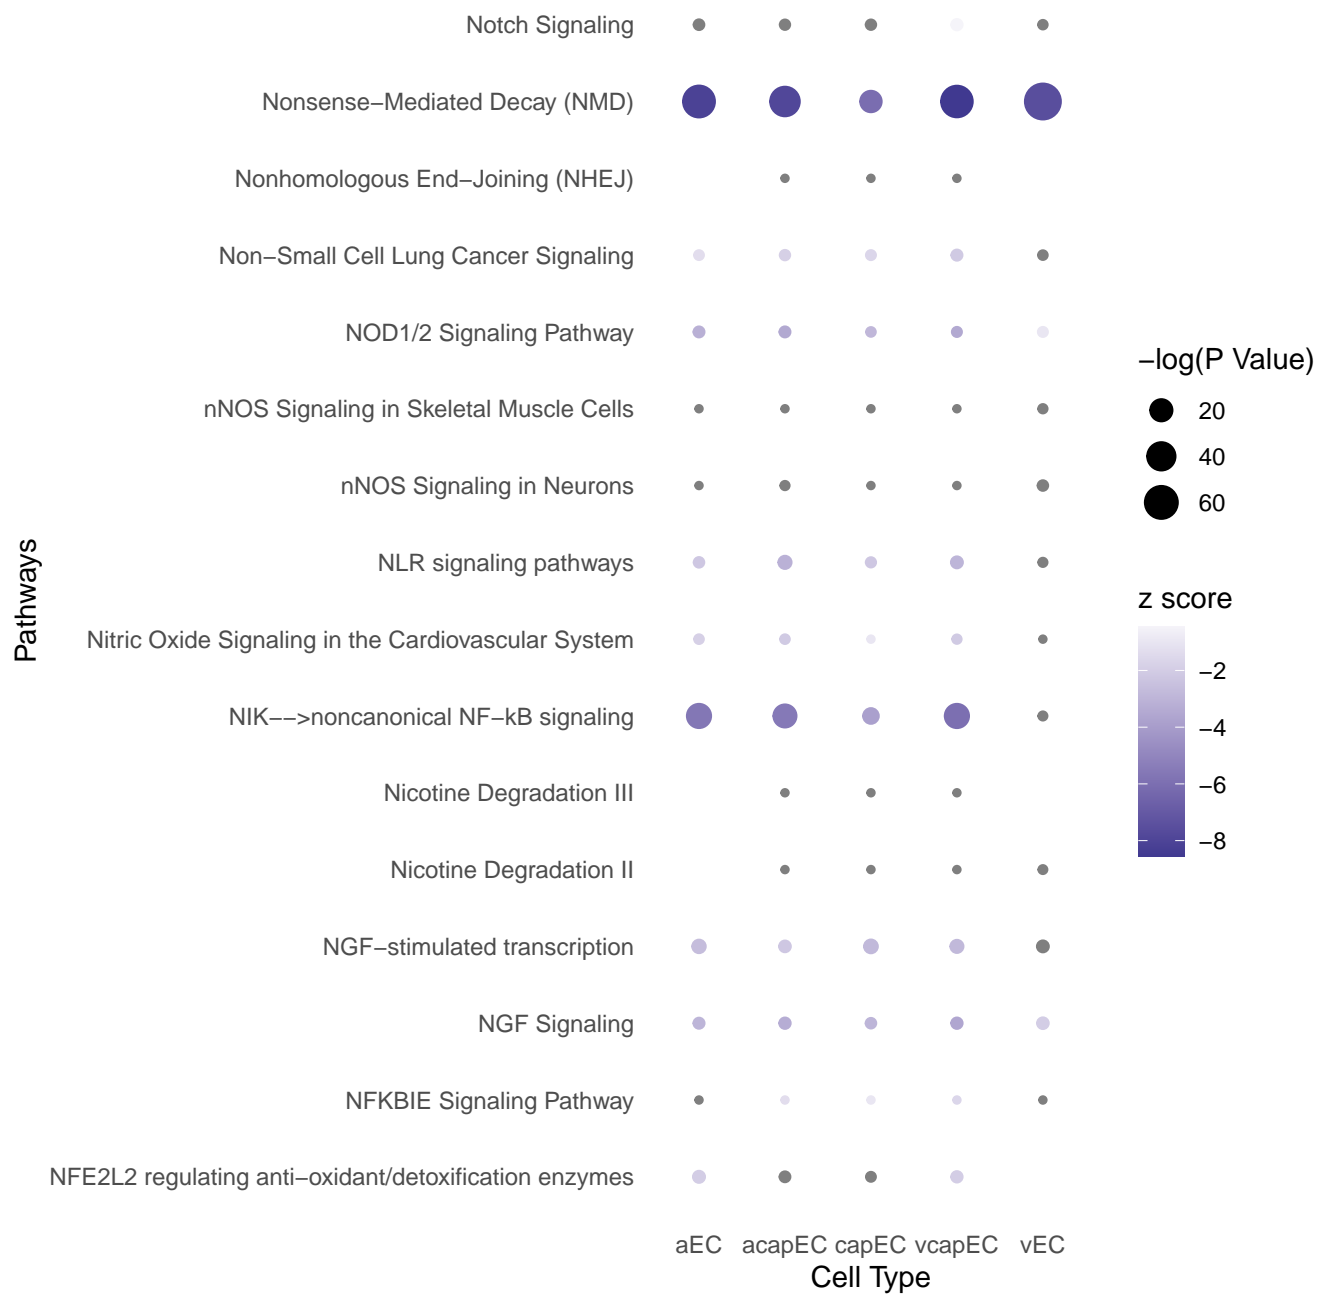 Notch Signaling
Nonsense−Mediated Decay (NMD)
Nonhomologous End−Joining (NHEJ)
Non−Small Cell Lung Cancer Signaling
NOD1/2 Signaling Pathway
nNOS Signaling in Skeletal Muscle Cells
nNOS Signaling in Neurons
NLR signaling pathways
Nitric Oxide Signaling in the Cardiovascular System
NIK−−>noncanonical NF−kB signaling
Nicotine Degradation III
Nicotine Degradation II
NGF−stimulated transcription
NGF Signaling
NFKBIE Signaling Pathway
NFE2L2 regulating anti−oxidant/detoxification enzymes
Pathways
aEC acapEC capEC vcapEC vEC
Cell Type
−log(P Value)
20
40
60
z score
−2
−4
−6
−8